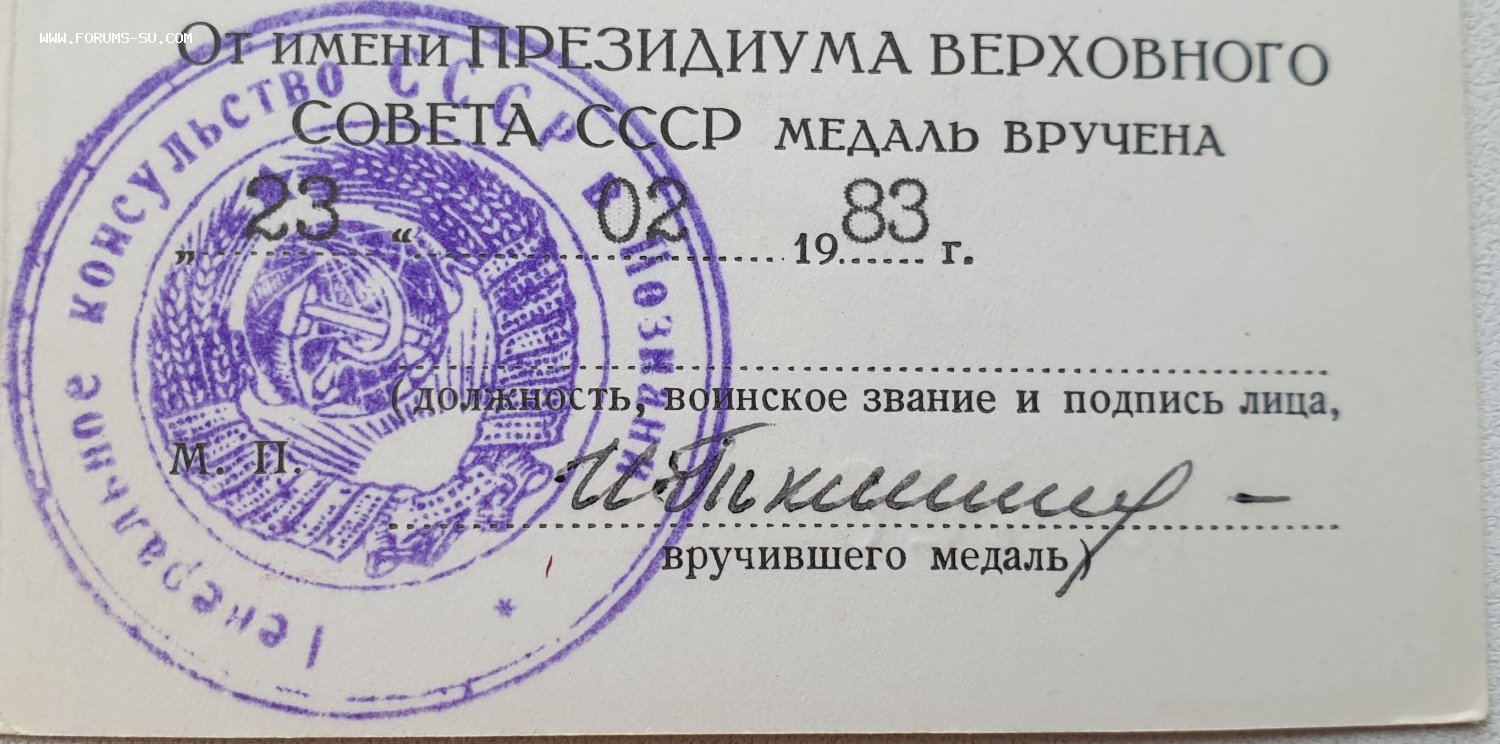 WWW.FORUMS-SU.COM
От имени ПРЕЗИДИУМА ВЕРХОВНОГО
СОВЕТА СССР МЕДАЛЬ ВРУЧЕНА
„23“ 02 1983 г.
(должность, воинское звание и подпись лица,
М. П.
вручившего медаль)
Генеральное консульство СССР в Познани *